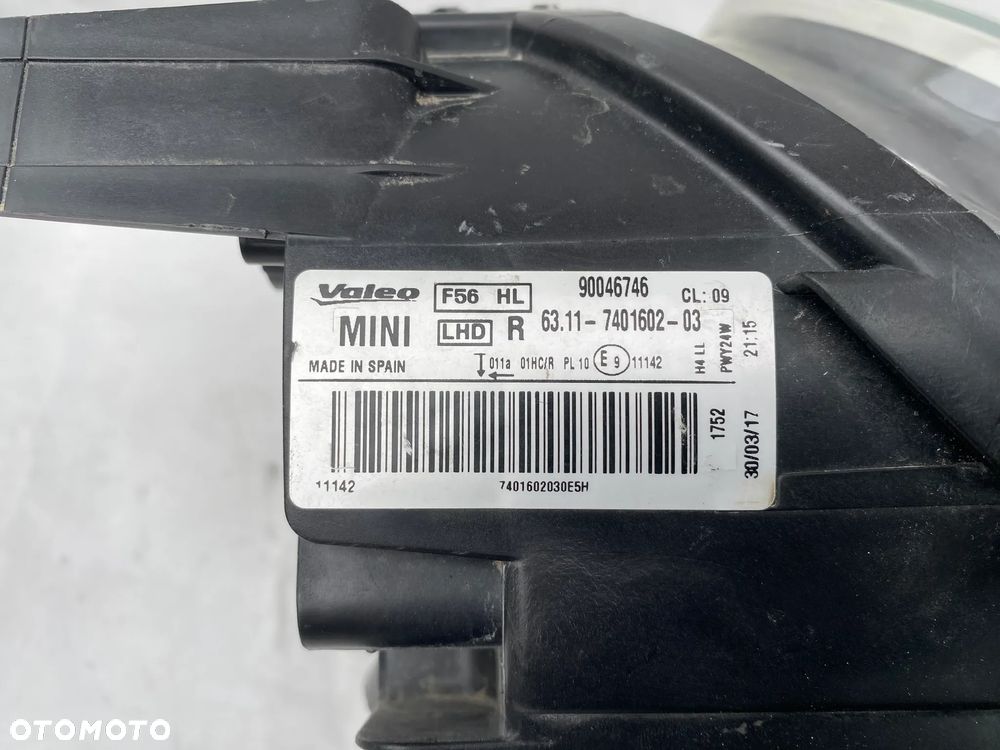 Valeo F56 HL 90046746 CL: 09
MINI LHD R 63.11-7401602-03
MADE IN SPAIN 011a 01HC/R PL 10 E 9 11142
H4 LL
PWY24W
21:15
1752
30/03/17
11142 7401602030E5H
OTOMOTO